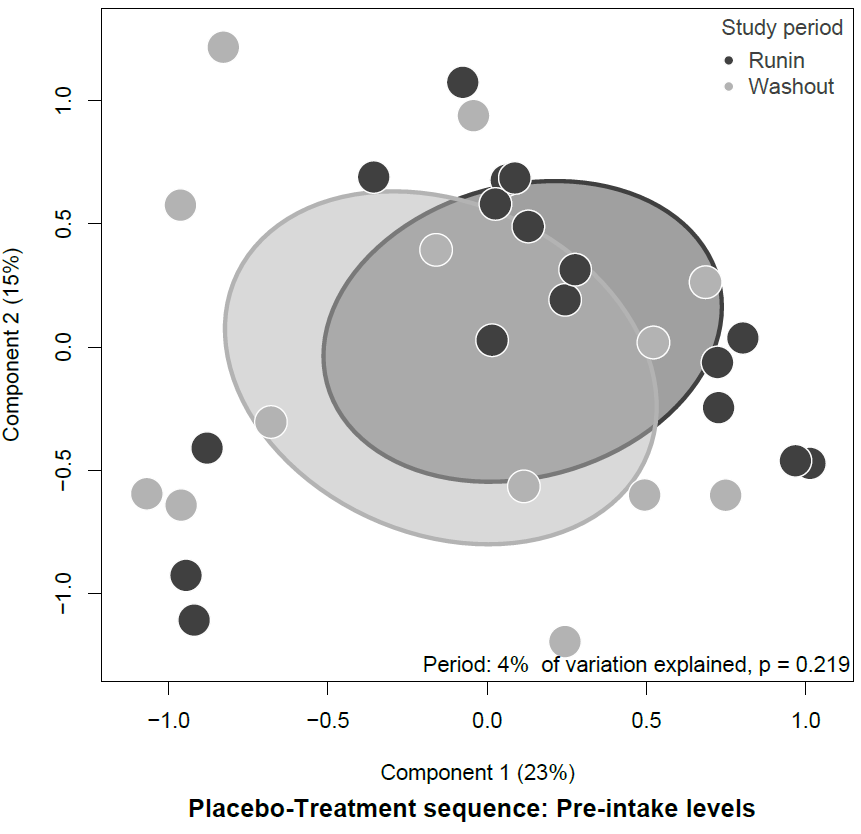 Study period
Runin
Washout
1.0
0.5
0.0
−0.5
−1.0
Component 2 (15%)
Period: 4%  of variation explained, p = 0.219
−1.0 −0.5 0.0 0.5 1.0
Component 1 (23%)
Placebo-Treatment sequence: Pre-intake levels